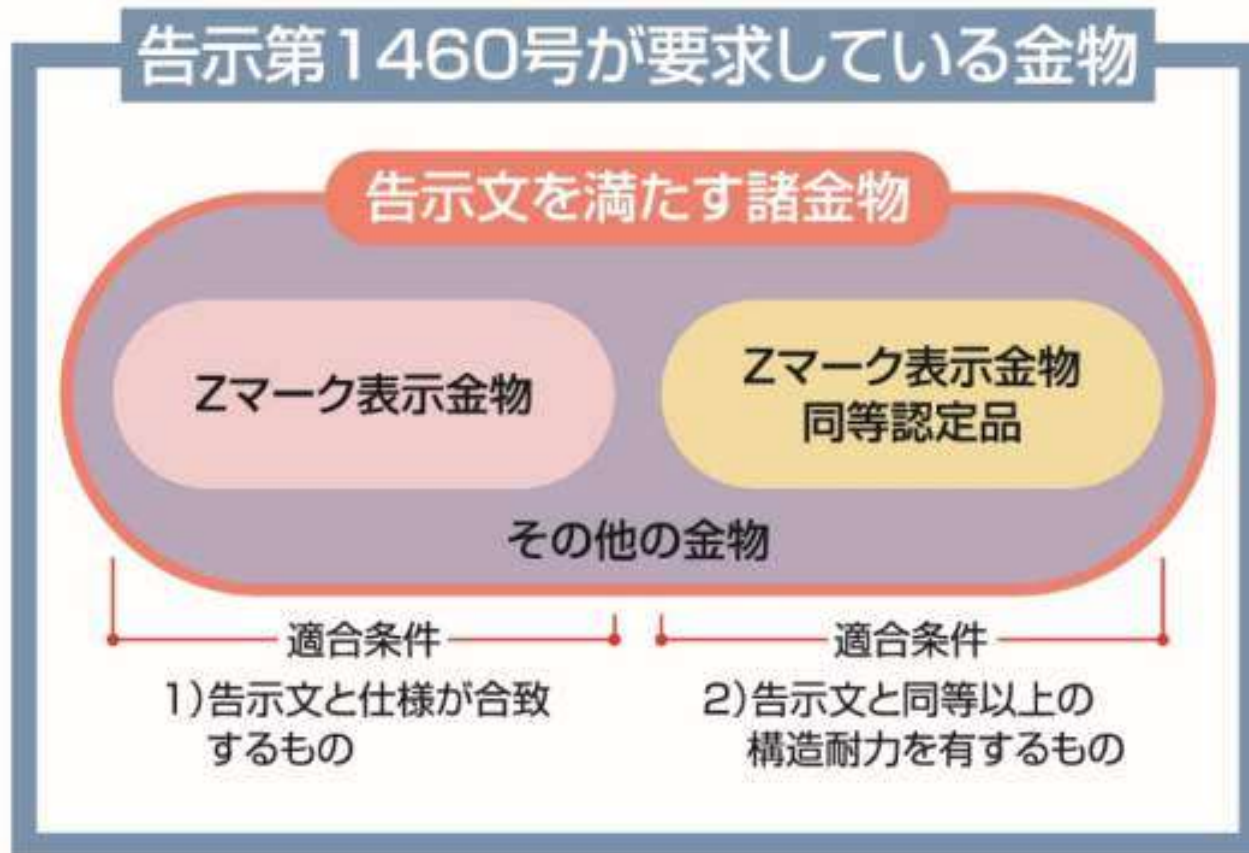 告示第1460号が要求している金物
告示文を満たす諸金物
Zマーク表示金物
Zマーク表示金物
同等認定品
その他の金物
適合条件
1)告示文と仕様が合致
するもの
適合条件
2)告示文と同等以上の
構造耐力を有するもの